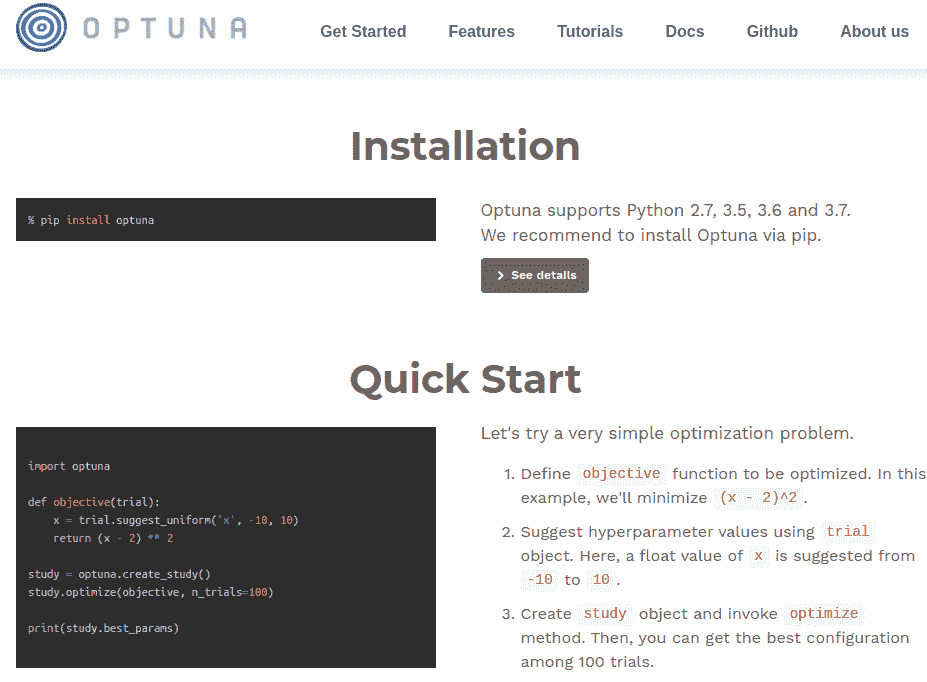 OPTUNA
Get Started Features Tutorials Docs Github About us
Installation
% pip install optuna
Optuna supports Python 2.7, 3.5, 3.6 and 3.7.
We recommend to install Optuna via pip.
> See details
Quick Start
import optuna
def objective(trial):
    x = trial.suggest_uniform('x', -10, 10)
    return (x - 2) ** 2
study = optuna.create_study()
study.optimize(objective, n_trials=100)
print(study.best_params)
Let's try a very simple optimization problem.
1. Define objective function to be optimized. In this
example, we'll minimize (x - 2)^2 .
2. Suggest hyperparameter values using trial
object. Here, a float value of x is suggested from
-10 to 10 .
3. Create study object and invoke optimize
method. Then, you can get the best configuration
among 100 trials.